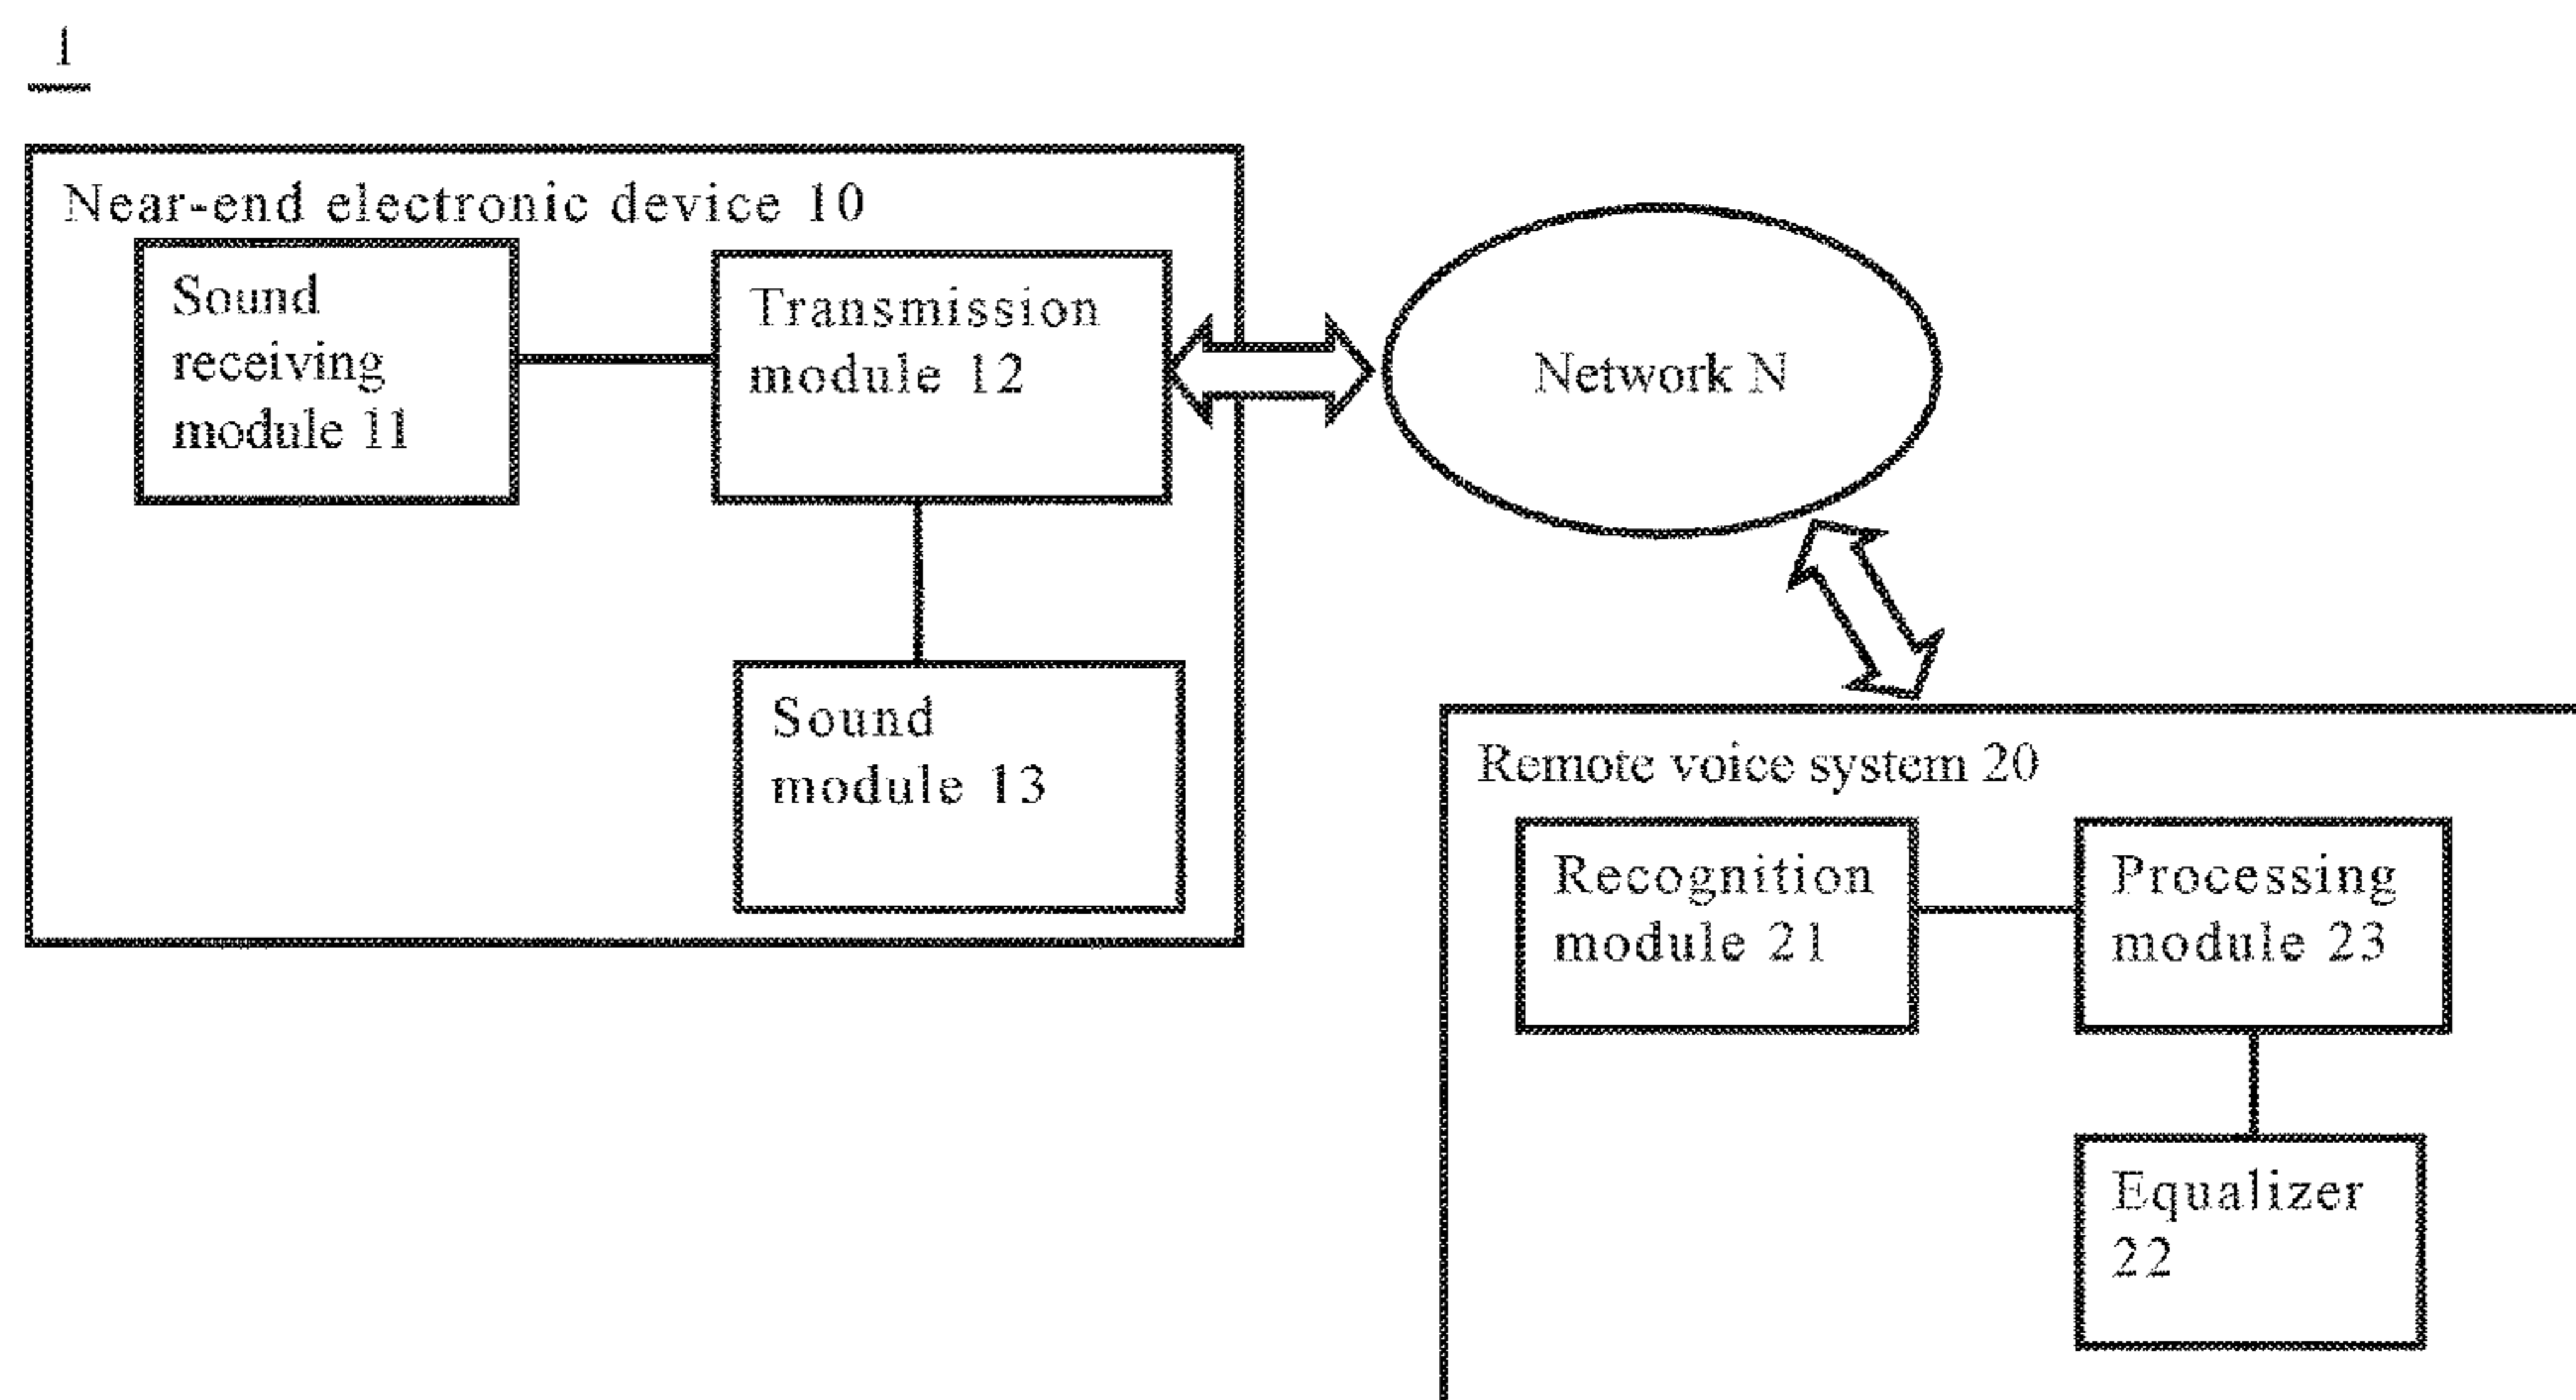 1
Near-end electronic device 10
Sound
receiving
module 11
Transmission
module 12
Sound
module 13
Network N
Remote voice system 20
Recognition
module 21
Processing
module 23
Equalizer
22